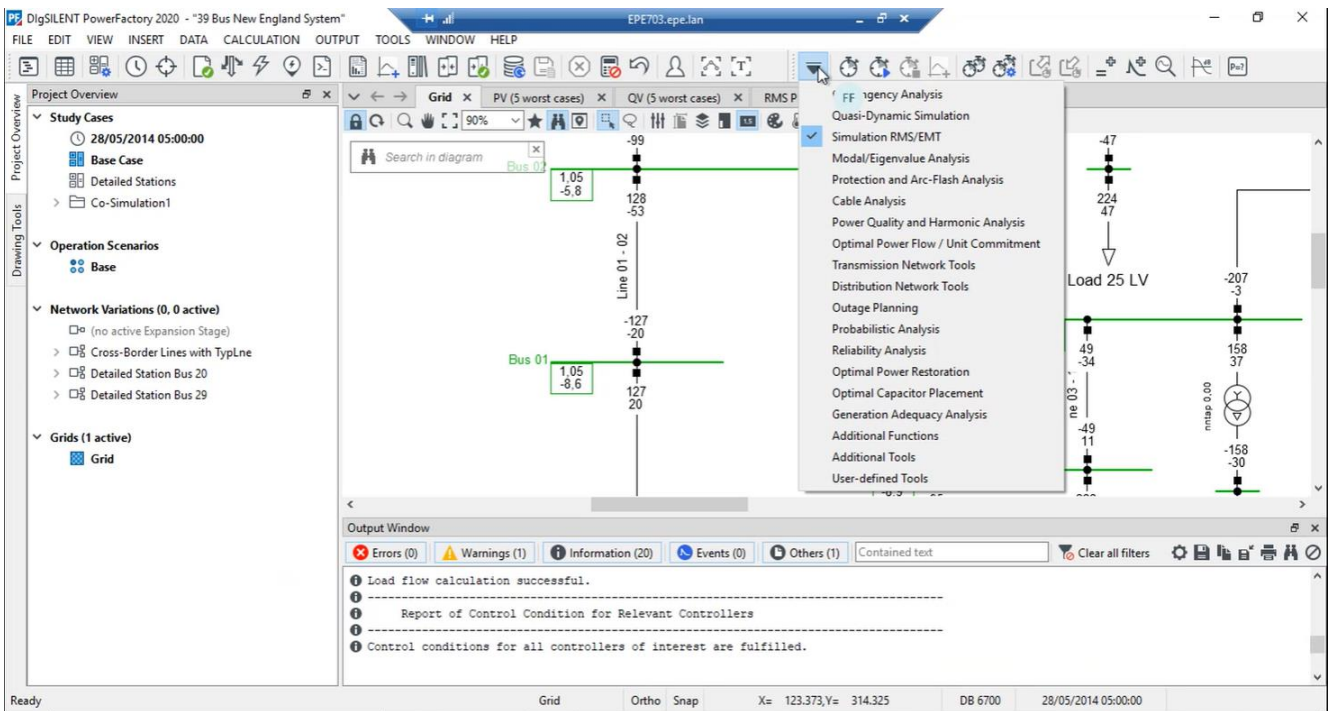 DIgSILENT PowerFactory 2020 - "39 Bus New England System"
EPE703.epe.lan
FILE EDIT VIEW INSERT DATA CALCULATION OUTPUT TOOLS WINDOW HELP
Project Overview
Drawing Tools
Project Overview
Study Cases
28/05/2014 05:00:00
Base Case
Detailed Stations
Co-Simulation1
Operation Scenarios
Base
Network Variations (0, 0 active)
(no active Expansion Stage)
Cross-Border Lines with TypLne
Detailed Station Bus 20
Detailed Station Bus 29
Grids (1 active)
Grid
Grid PV (5 worst cases) QV (5 worst cases) RMS P
90%
Search in diagram
Bus 02
1,05
-5,8
-99
128
-53
Line 01 - 02
-127
-20
Bus 01
1,05
-8,6
127
20
FF ngency Analysis
Quasi-Dynamic Simulation
Simulation RMS/EMT
Modal/Eigenvalue Analysis
Protection and Arc-Flash Analysis
Cable Analysis
Power Quality and Harmonic Analysis
Optimal Power Flow / Unit Commitment
Transmission Network Tools
Distribution Network Tools
Outage Planning
Probabilistic Analysis
Reliability Analysis
Optimal Power Restoration
Optimal Capacitor Placement
Generation Adequacy Analysis
Additional Functions
Additional Tools
User-defined Tools
-47
224
47
Load 25 LV
-207
-3
49
-34
158
37
ne 03 -
nntap 0,00
-49
11
-158
-30
Output Window
Errors (0) Warnings (1) Information (20) Events (0) Others (1) Contained text Clear all filters
Load flow calculation successful.
--------------------------------------------------------------------------------
Report of Control Condition for Relevant Controllers
--------------------------------------------------------------------------------
Control conditions for all controllers of interest are fulfilled.
Ready Grid Ortho Snap X= 123.373,Y= 314.325 DB 6700 28/05/2014 05:00:00